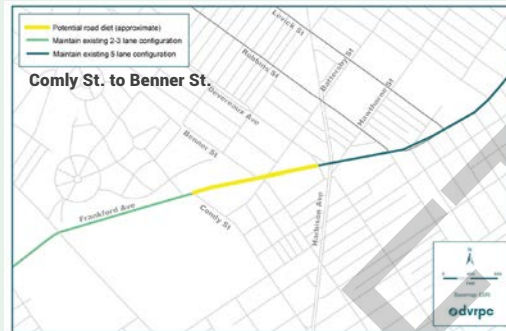 Potential road diet (approximate)
Maintain existing 2-3 lane configuration
Maintain existing 5 lane configuration
Comly St. to Benner St.
Levick St
Robbins St
Battersby St
Hawthorne St
Devereaux Ave
Benner St
Frankford Ave
Comly St
Harbison Ave
N
0
Feet
dvrpc